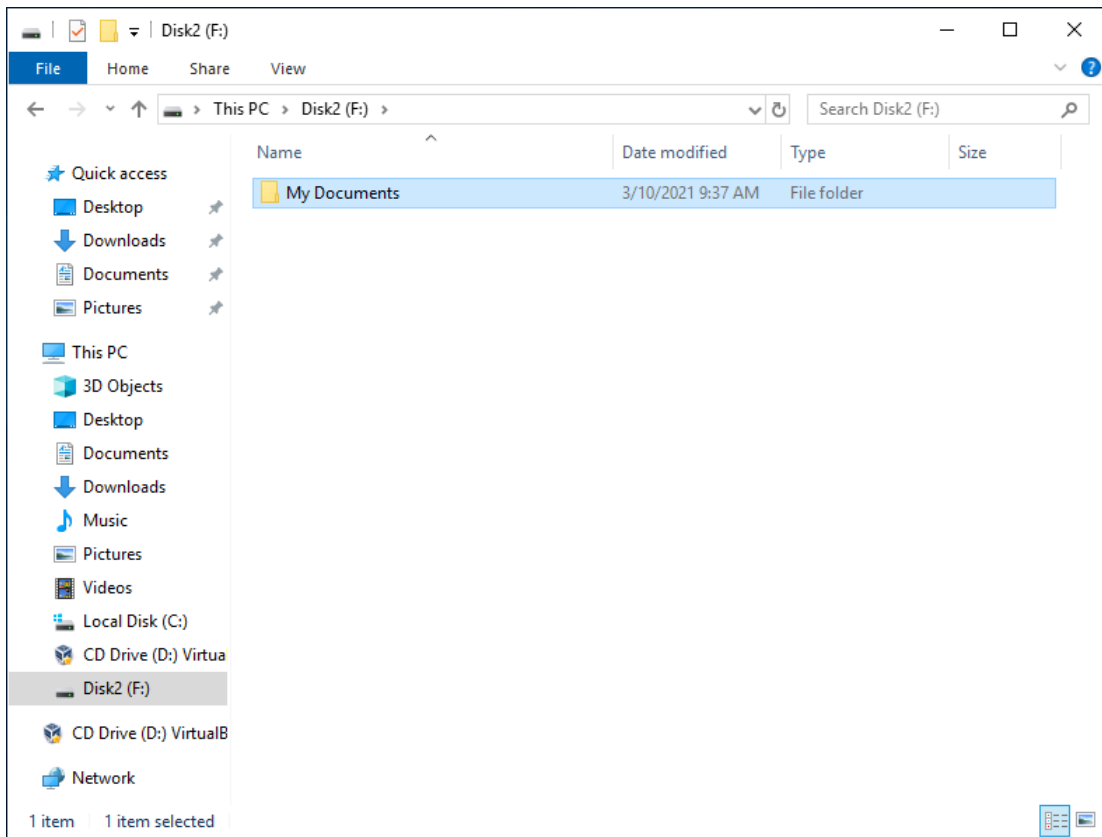 Disk2 (F:)
File Home Share View
This PC > Disk2 (F:) > Search Disk2 (F:)
Name Date modified Type Size
My Documents 3/10/2021 9:37 AM File folder
Quick access
Desktop
Downloads
Documents
Pictures
This PC
3D Objects
Desktop
Documents
Downloads
Music
Pictures
Videos
Local Disk (C:)
CD Drive (D:) Virtua
Disk2 (F:)
CD Drive (D:) VirtualB
Network
1 item 1 item selected